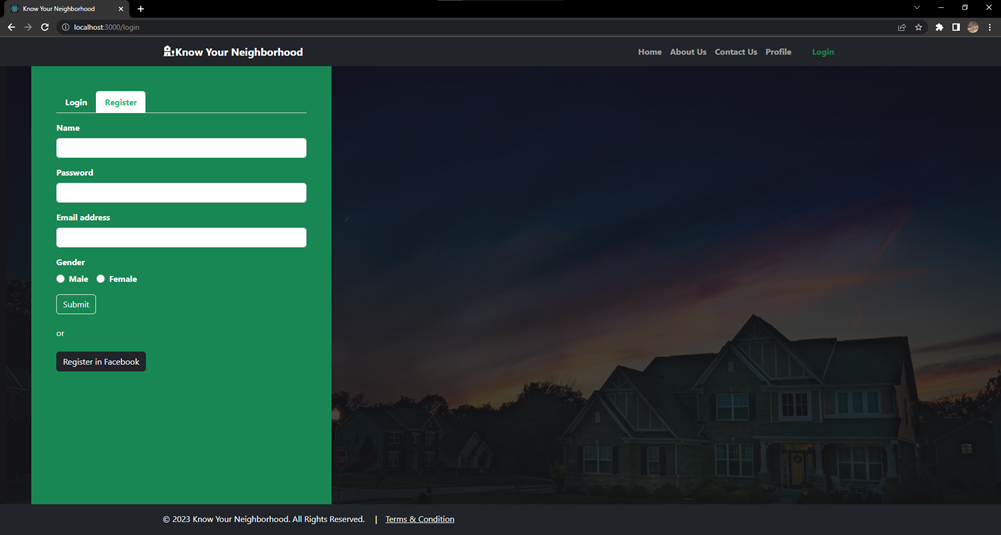 Know Your Neighborhood
localhost:3000/login
Know Your Neighborhood
Home About Us Contact Us Profile Login
Login Register
Name
Password
Email address
Gender
Male Female
Submit
or
Register in Facebook
© 2023 Know Your Neighborhood. All Rights Reserved. | Terms & Condition